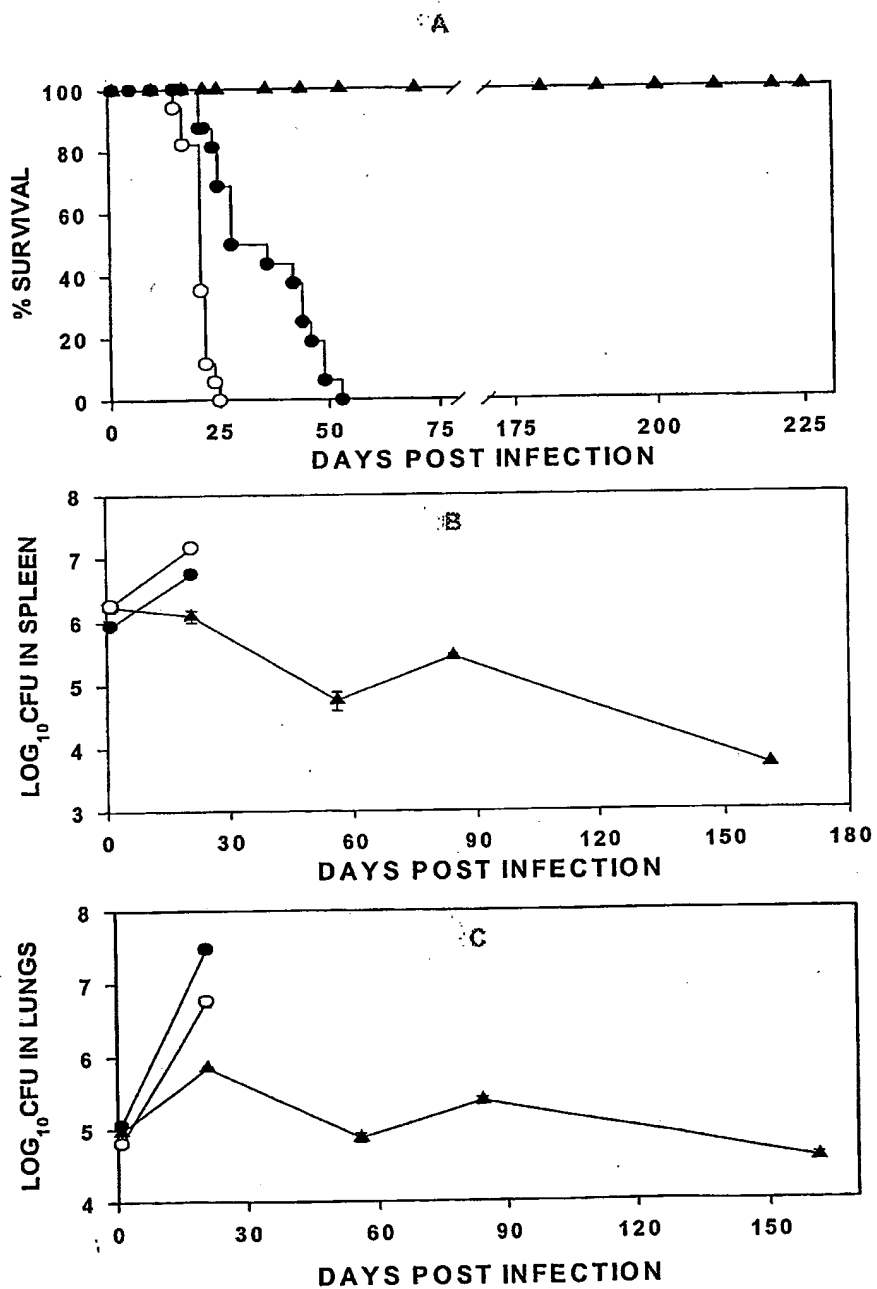 A
100
80
60
40
20
0
% SURVIVAL
0 25 50 75 175 200 225
DAYS POST INFECTION
B
8
7
6
5
4
3
LOG10CFU IN SPLEEN
0 30 60 90 120 150 180
DAYS POST INFECTION
C
8
7
6
5
4
LOG10CFU IN LUNGS
0 30 60 90 120 150
DAYS POST INFECTION